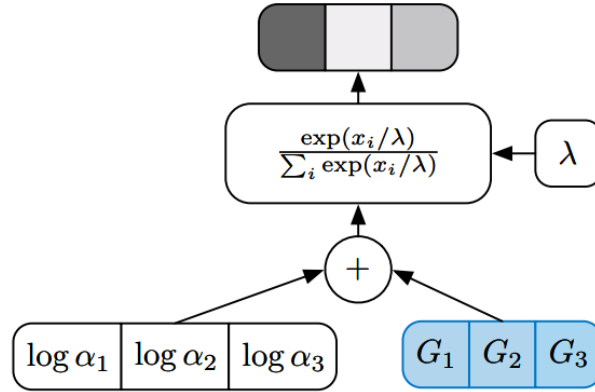 exp(x_i/λ)
∑_i exp(x_i/λ)
λ
+
log α_1 log α_2 log α_3 G_1 G_2 G_3